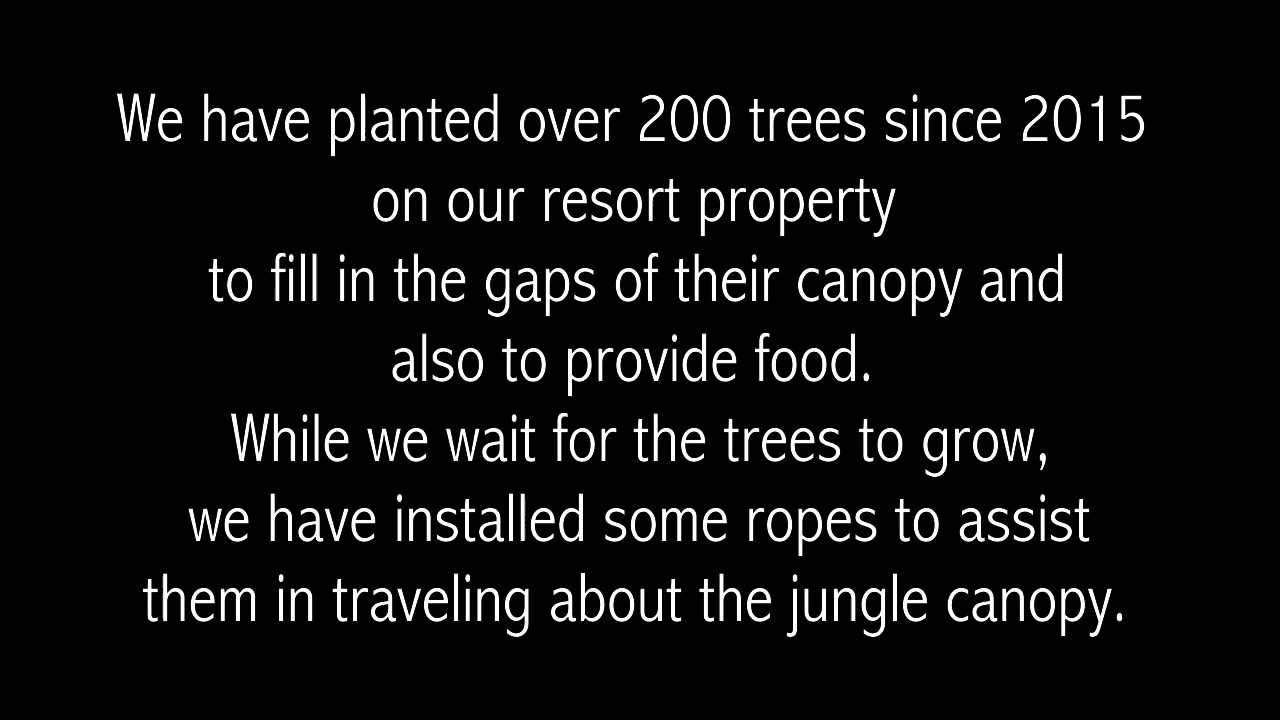 We have planted over 200 trees since 2015
on our resort property
to fill in the gaps of their canopy and
also to provide food.
While we wait for the trees to grow,
we have installed some ropes to assist
them in traveling about the jungle canopy.